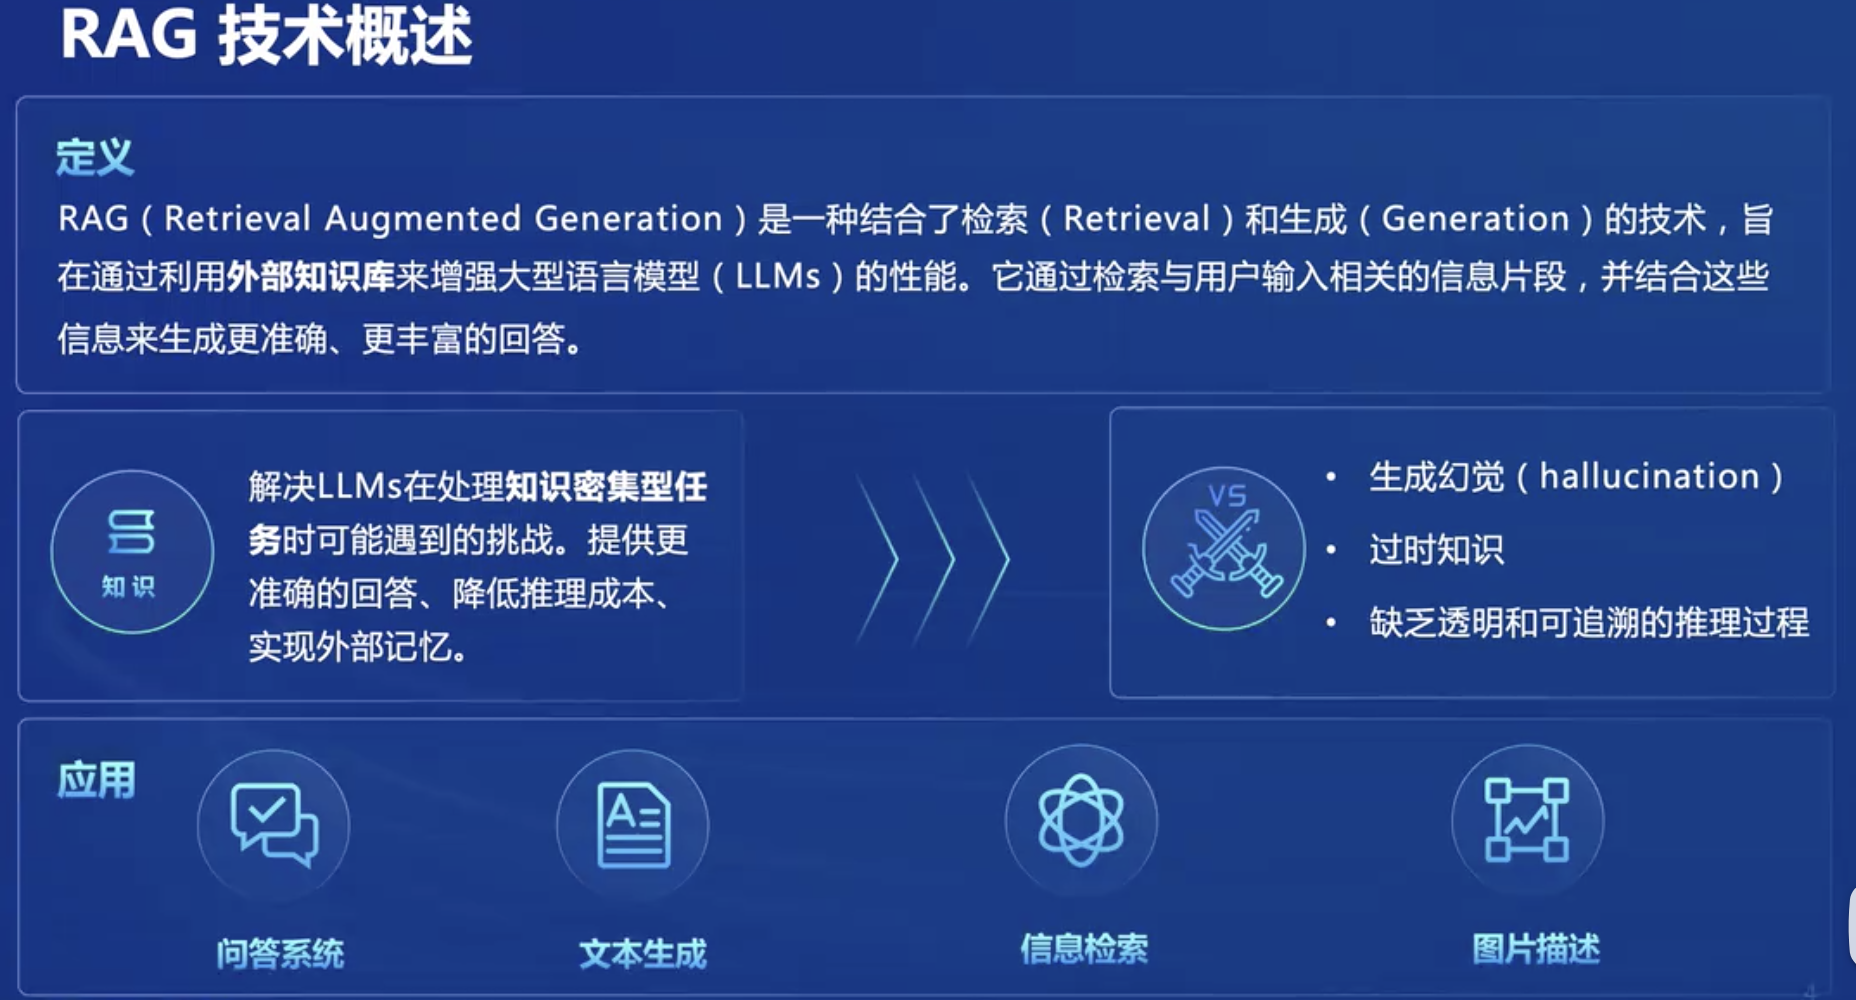 RAG 技术概述
定义
RAG（Retrieval Augmented Generation）是一种结合了检索（Retrieval）和生成（Generation）的技术，旨
在通过利用外部知识库来增强大型语言模型（LLMs）的性能。它通过检索与用户输入相关的信息片段，并结合这些
信息来生成更准确、更丰富的回答。
知识
解决LLMs在处理知识密集型任
务时可能遇到的挑战。提供更
准确的回答、降低推理成本、
实现外部记忆。
VS
• 生成幻觉（hallucination）
• 过时知识
• 缺乏透明和可追溯的推理过程
应用
A
问答系统
文本生成
信息检索
图片描述
4